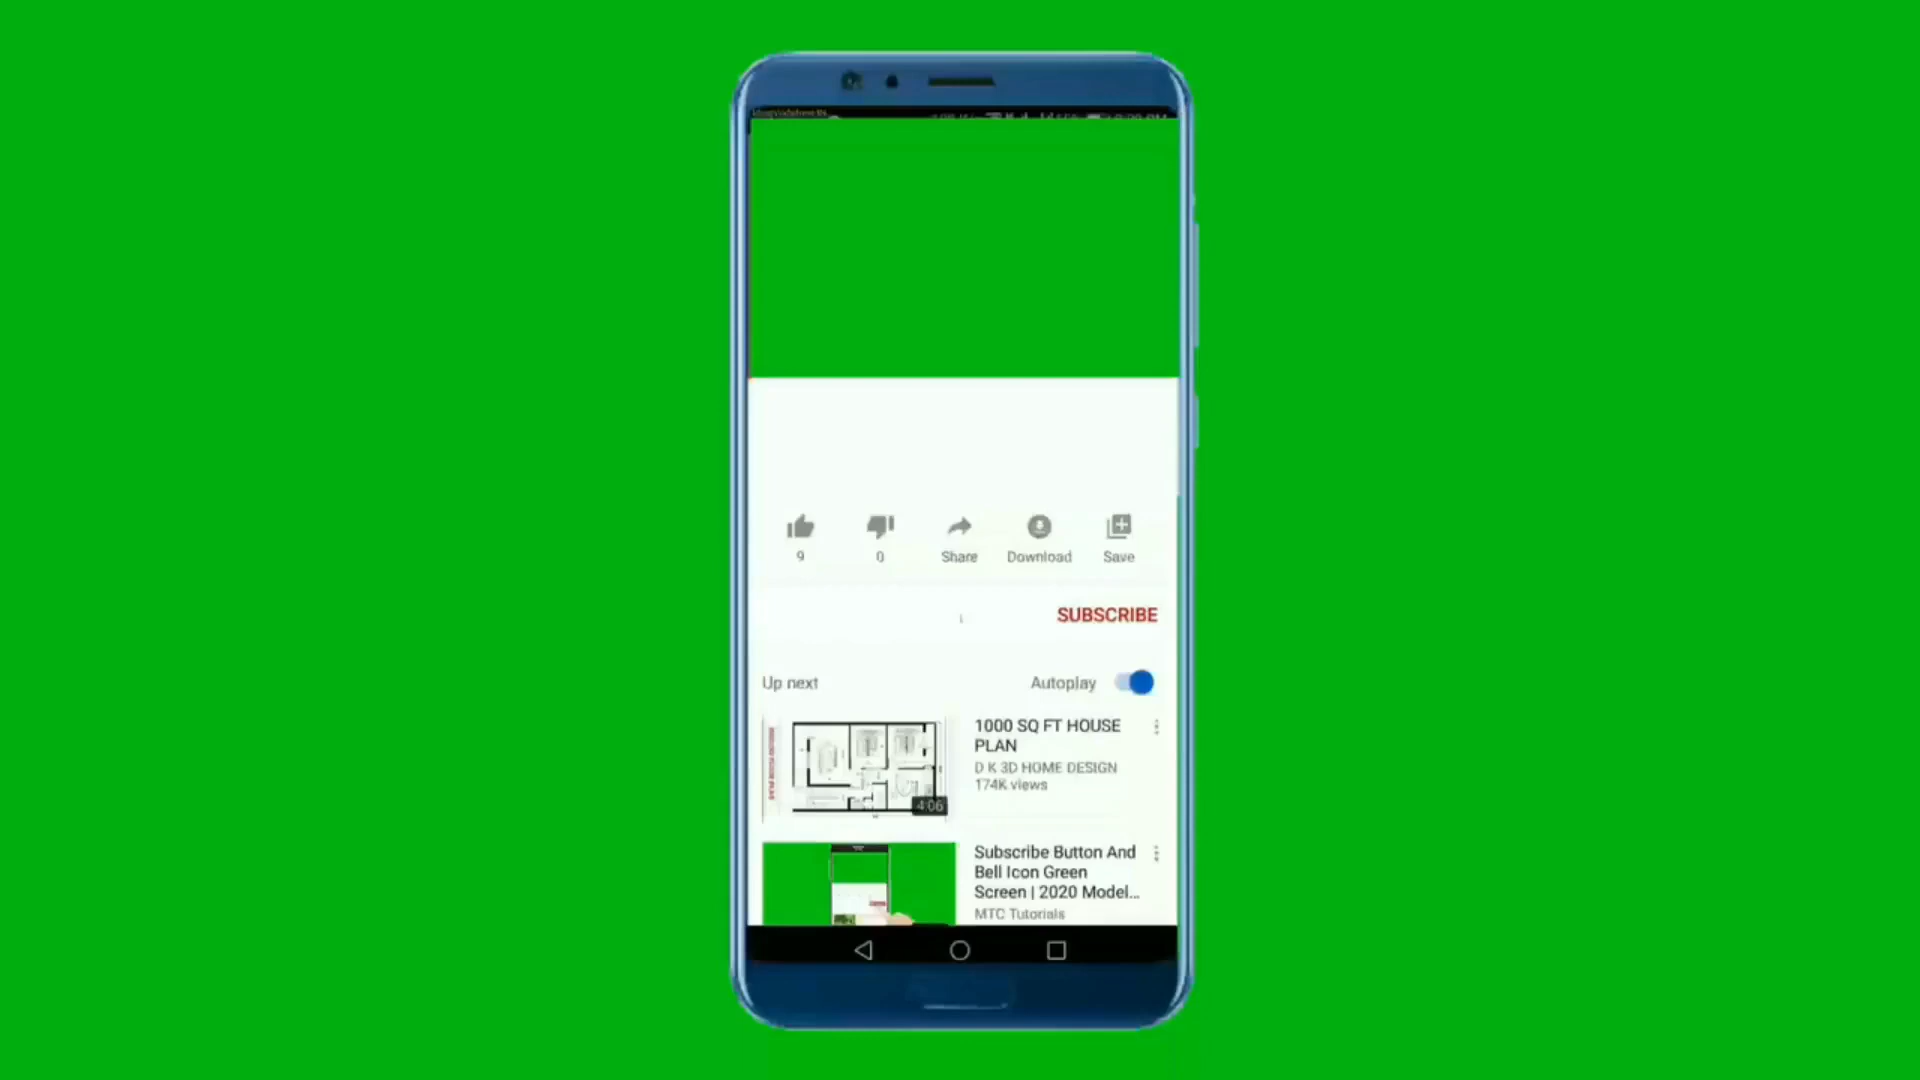 9
0
Share
Download
Save
SUBSCRIBE
Up next
Autoplay
1000 SQ FT HOUSE
PLAN
D K 3D HOME DESIGN
174K views
4:06
Subscribe Button And
Bell Icon Green
Screen | 2020 Model...
MTC Tutorials